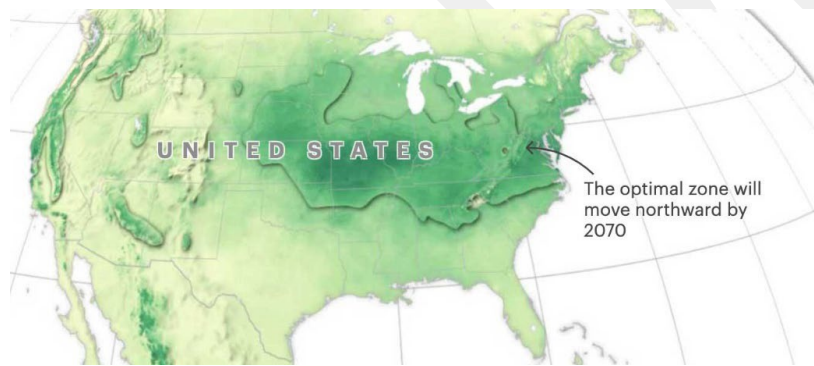 UNITED STATES
The optimal zone will
move northward by
2070